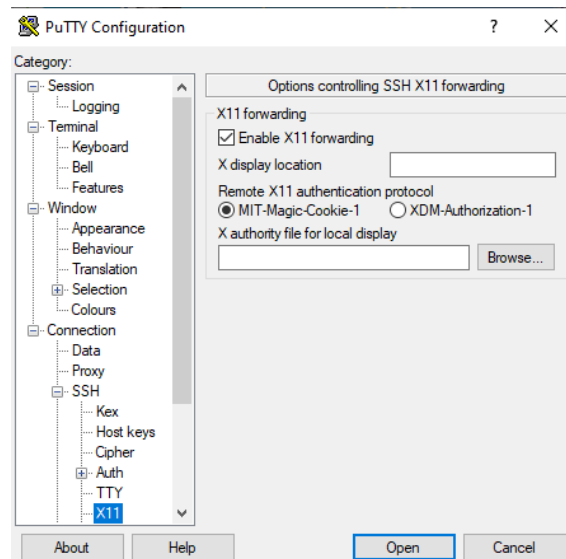 PuTTY Configuration
?
Category:
Session
Logging
Terminal
Keyboard
Bell
Features
Window
Appearance
Behaviour
Translation
Selection
Colours
Connection
Data
Proxy
SSH
Kex
Host keys
Cipher
Auth
TTY
X11
Options controlling SSH X11 forwarding
X11 forwarding
Enable X11 forwarding
X display location
Remote X11 authentication protocol
MIT-Magic-Cookie-1 XDM-Authorization-1
X authority file for local display
Browse...
About Help Open Cancel